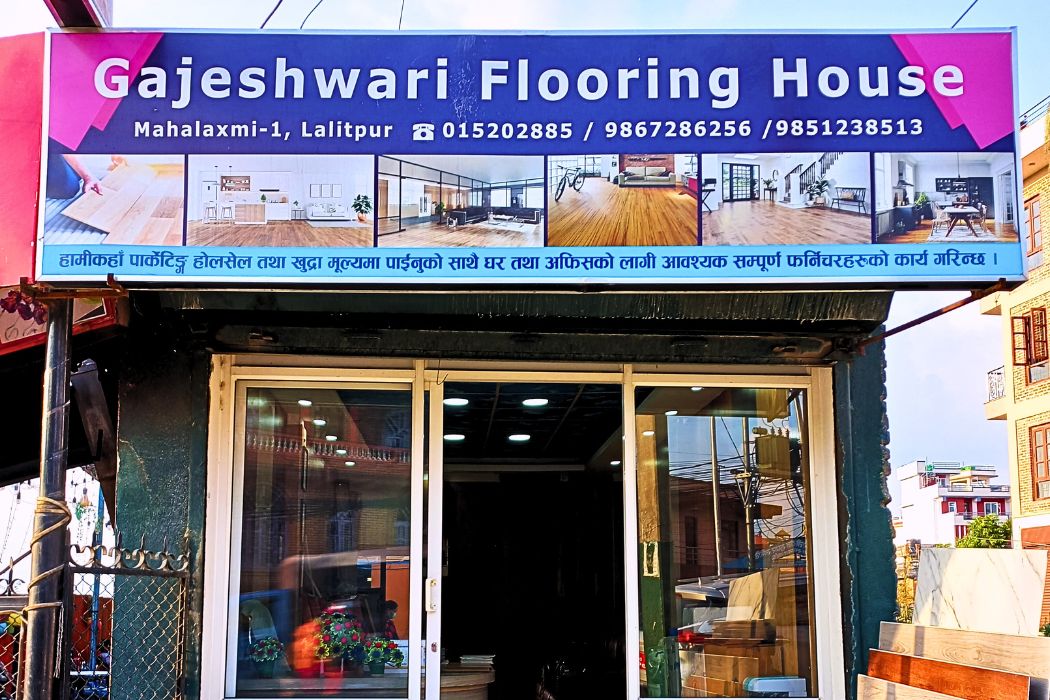 Gajeshwari Flooring House
Mahalaxmi-1, Lalitpur ☎ 015202885 / 9867286256 /9851238513
हामीकहाँ पार्केटिङ्ग होलसेल तथा खुद्रा मूल्यमा पाईनुको साथै घर तथा अफिसको लागी आवश्यक सम्पूर्ण फर्निचरहरुको कार्य गरिन्छ ।